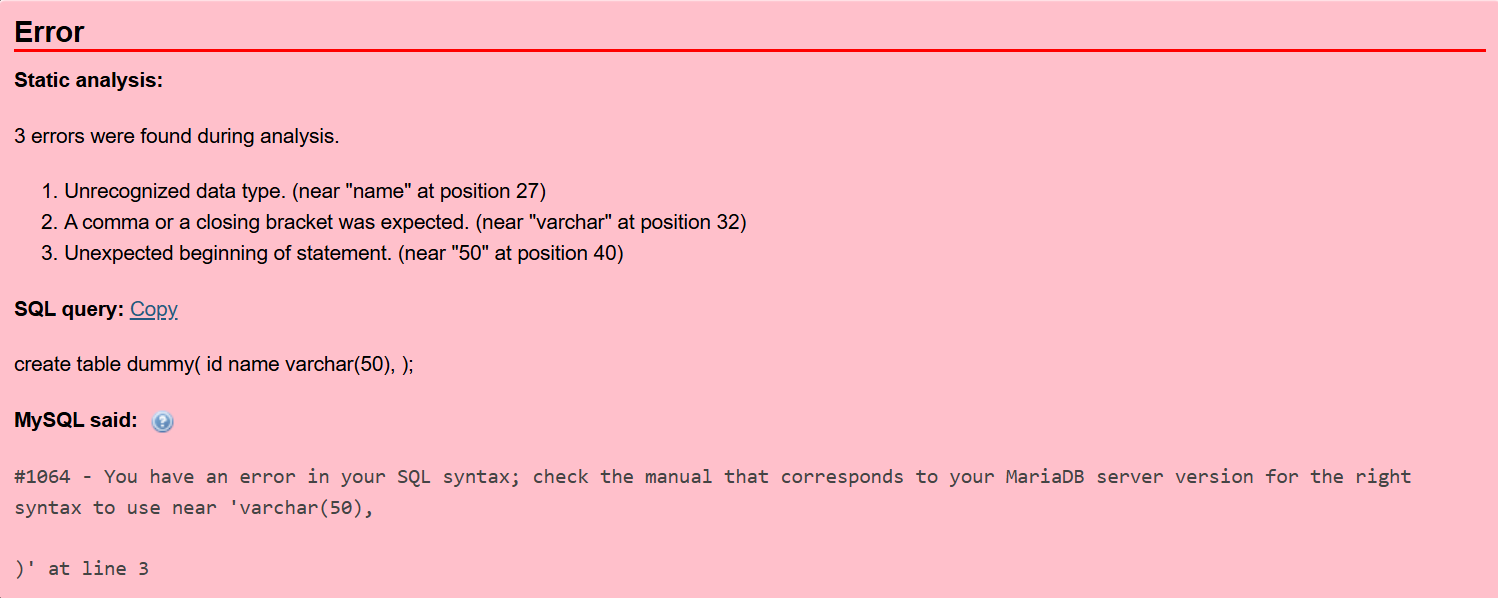 Error
Static analysis:
3 errors were found during analysis.
1. Unrecognized data type. (near "name" at position 27)
2. A comma or a closing bracket was expected. (near "varchar" at position 32)
3. Unexpected beginning of statement. (near "50" at position 40)
SQL query: Copy
create table dummy( id name varchar(50), );
MySQL said:
#1064 - You have an error in your SQL syntax; check the manual that corresponds to your MariaDB server version for the right
syntax to use near 'varchar(50),
)' at line 3